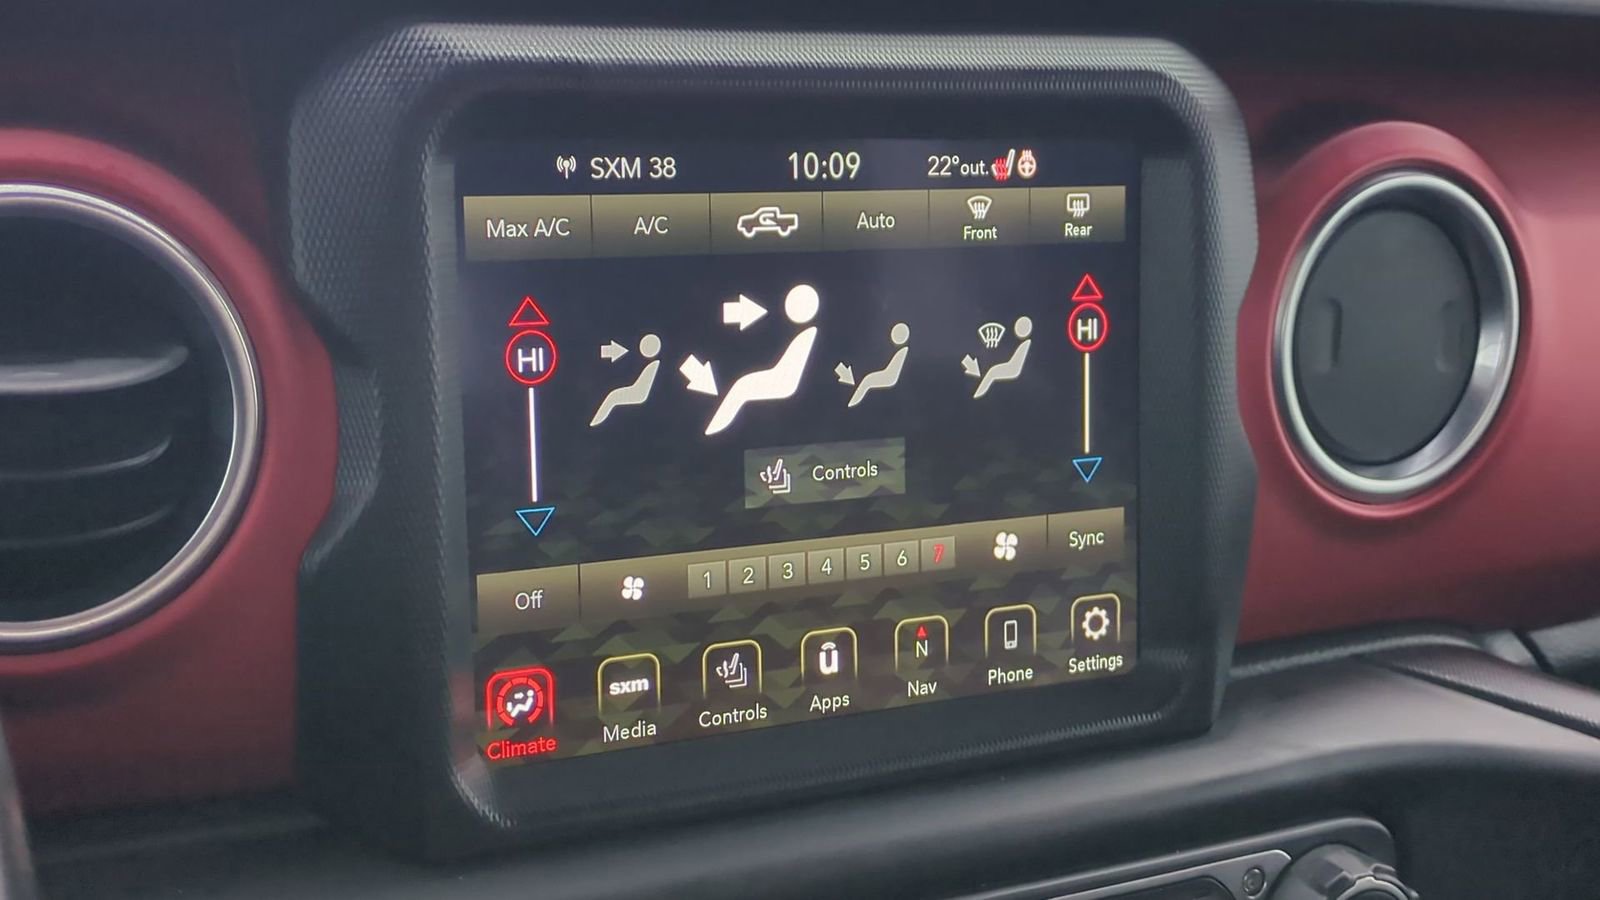 SXM 38
10:09
22°out.
Max A/C
A/C
Auto
Front
Rear
HI
HI
Controls
Off
1 2 3 4 5 6 7
Sync
Climate
sxm
Media
Controls
ū
Apps
N
Nav
Phone
Settings